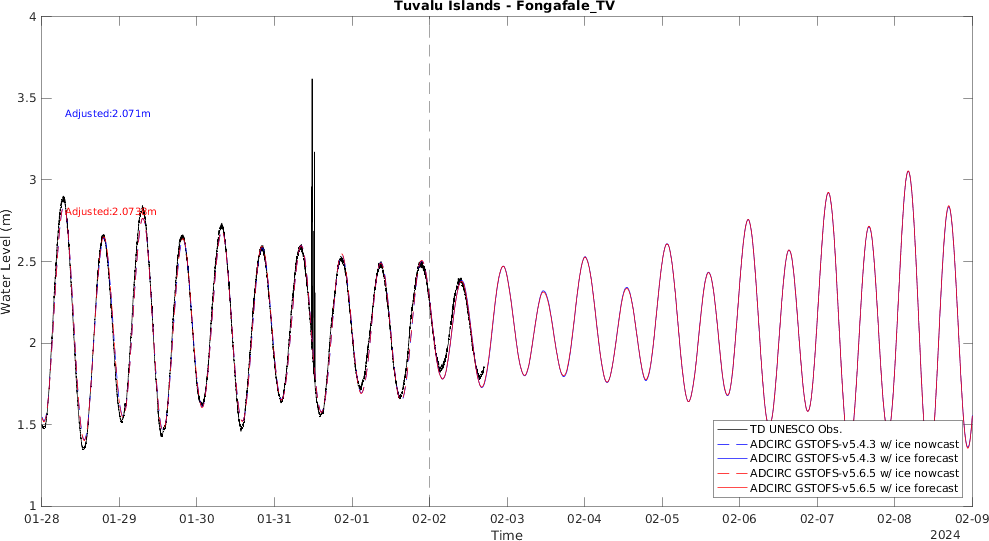 Tuvalu Islands - Fongafale_TV
4
3.5
3
2.5
2
1.5
1
Water Level (m)
Adjusted:2.071m
Adjusted:2.0738m
TD UNESCO Obs.
ADCIRC GSTOFS-v5.4.3 w/ ice nowcast
ADCIRC GSTOFS-v5.4.3 w/ ice forecast
ADCIRC GSTOFS-v5.6.5 w/ ice nowcast
ADCIRC GSTOFS-v5.6.5 w/ ice forecast
01-28 01-29 01-30 01-31 02-01 02-02 02-03 02-04 02-05 02-06 02-07 02-08 02-09
Time
2024